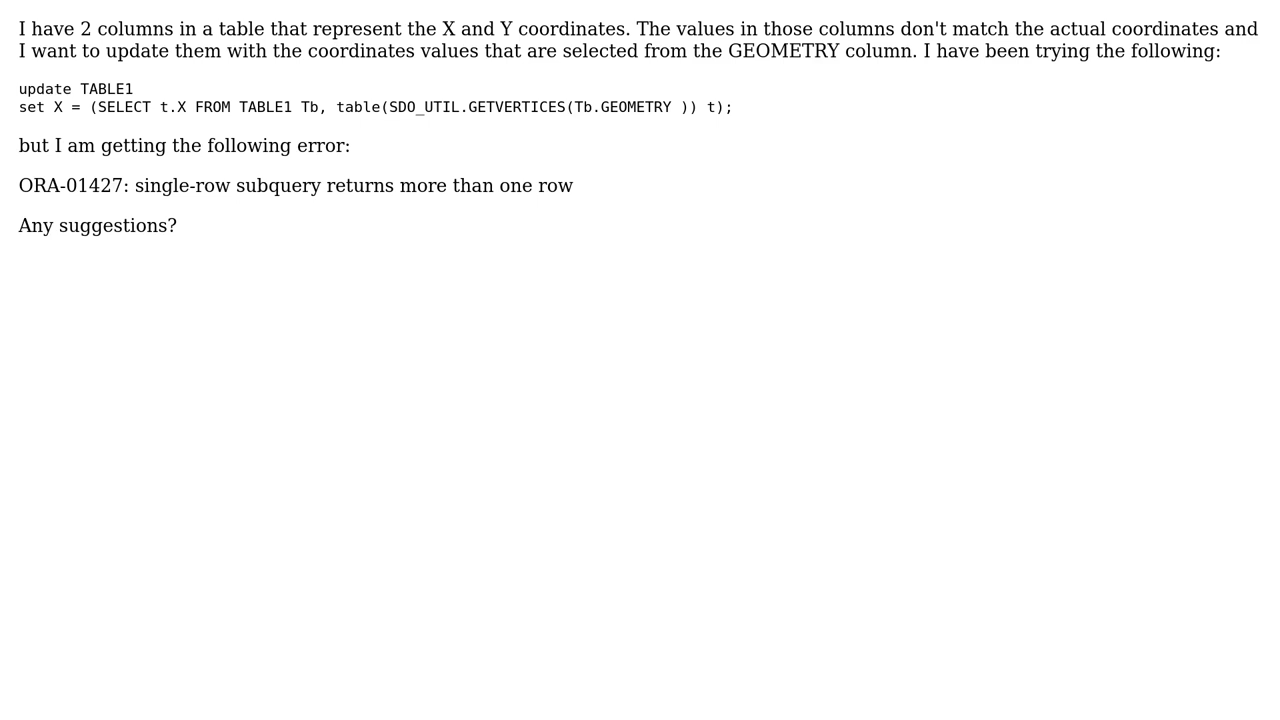 I have 2 columns in a table that represent the X and Y coordinates. The values in those columns don't match the actual coordinates and
I want to update them with the coordinates values that are selected from the GEOMETRY column. I have been trying the following:
update TABLE1
set X = (SELECT t.X FROM TABLE1 Tb, table(SDO_UTIL.GETVERTICES(Tb.GEOMETRY )) t);
but I am getting the following error:
ORA-01427: single-row subquery returns more than one row
Any suggestions?